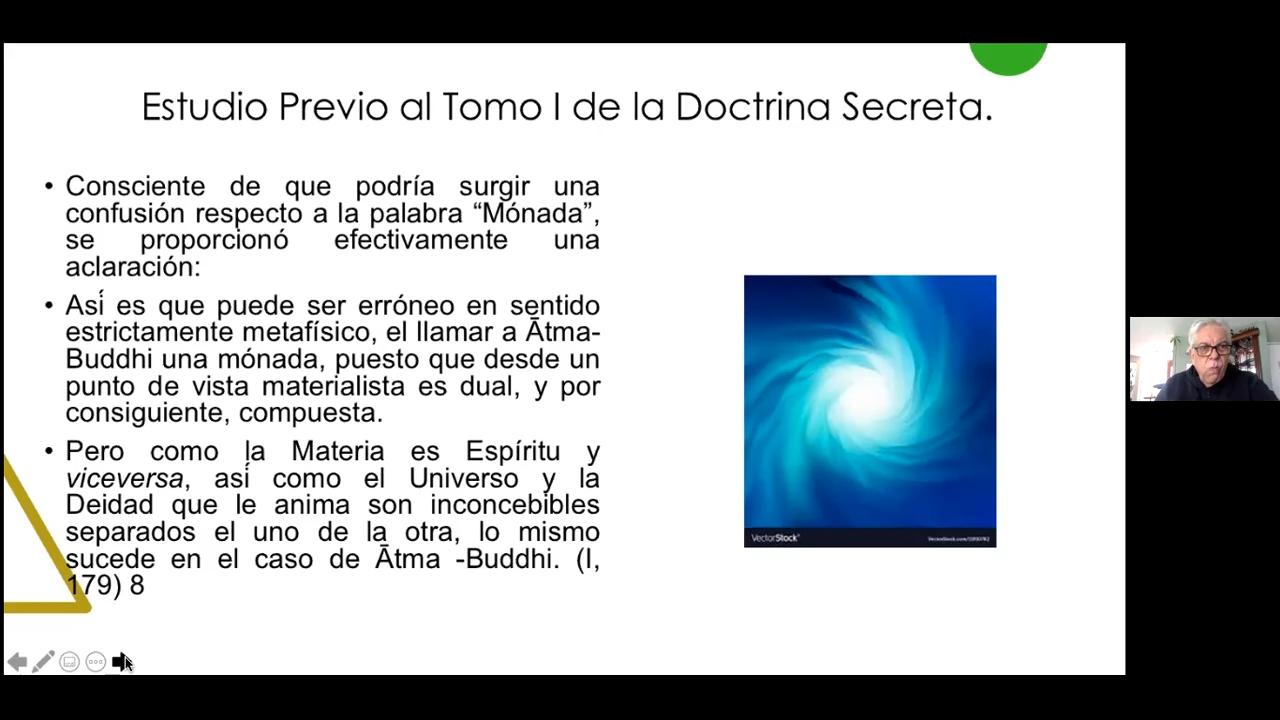 Estudio Previo al Tomo I de la Doctrina Secreta.
• Consciente de que podría surgir una
confusión respecto a la palabra “Mónada”,
se proporcionó efectivamente una
aclaración:
• Así es que puede ser erróneo en sentido
estrictamente metafísico, el llamar a Ātma-
Buddhi una mónada, puesto que desde un
punto de vista materialista es dual, y por
consiguiente, compuesta.
• Pero como la Materia es Espíritu y
viceversa, así como el Universo y la
Deidad que le anima son inconcebibles
separados el uno de la otra, lo mismo
sucede en el caso de Ātma -Buddhi. (I,
179) 8
VectorStock®